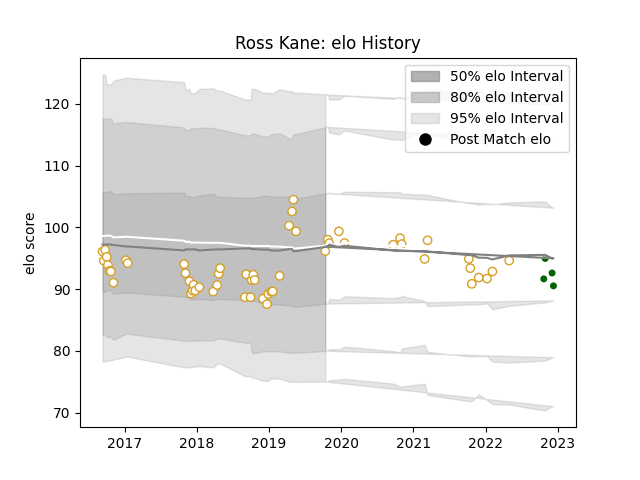 Ross Kane: elo History
50% elo Interval
80% elo Interval
95% elo Interval
Post Match elo
elo score
120
110
100
90
80
70
2017 2018 2019 2020 2021 2022 2023